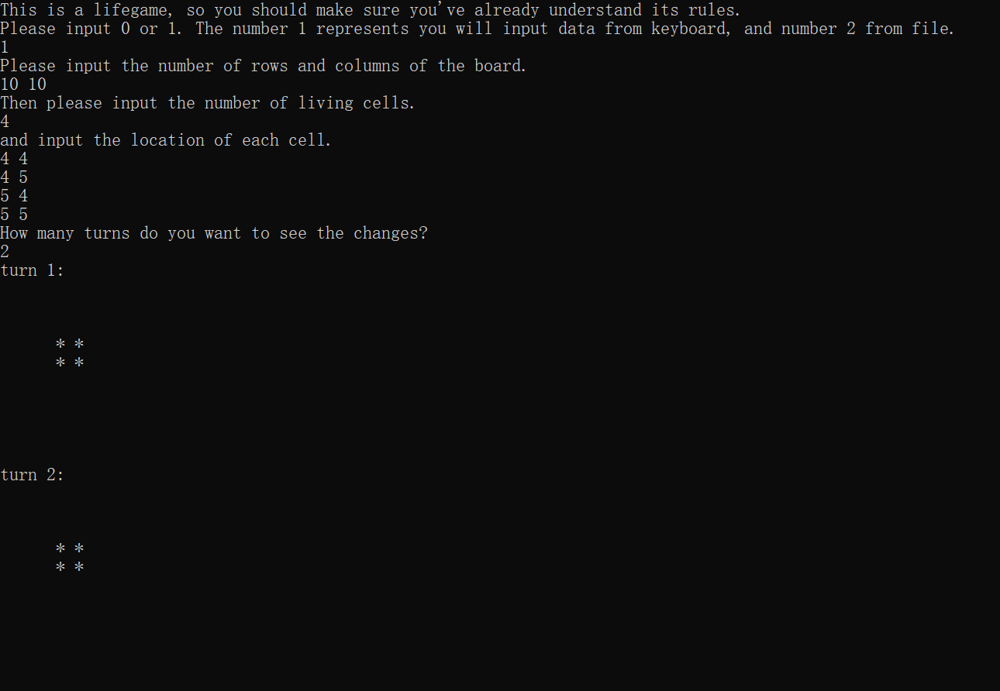 This is a lifegame, so you should make sure you've already understand its rules.
Please input 0 or 1. The number 1 represents you will input data from keyboard, and number 2 from file.
1
Please input the number of rows and columns of the board.
10 10
Then please input the number of living cells.
4
and input the location of each cell.
4 4
4 5
5 4
5 5
How many turns do you want to see the changes?
2
turn 1:
* *
* *
turn 2:
* *
* *